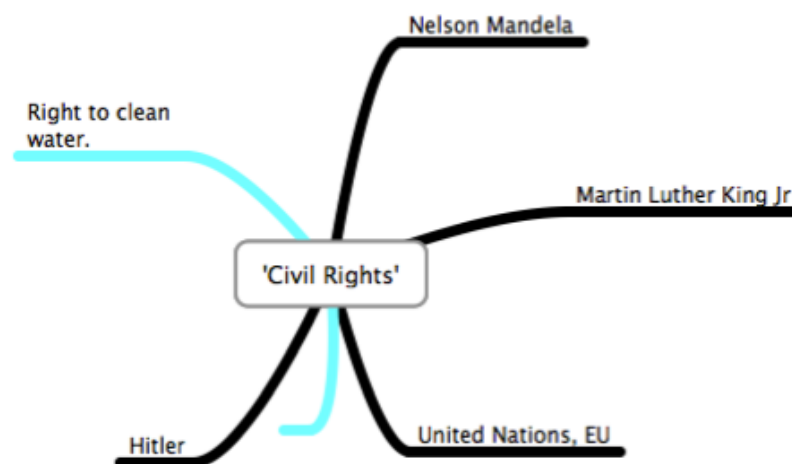 Nelson Mandela
Right to clean
water.
Martin Luther King Jr
'Civil Rights'
United Nations, EU
Hitler